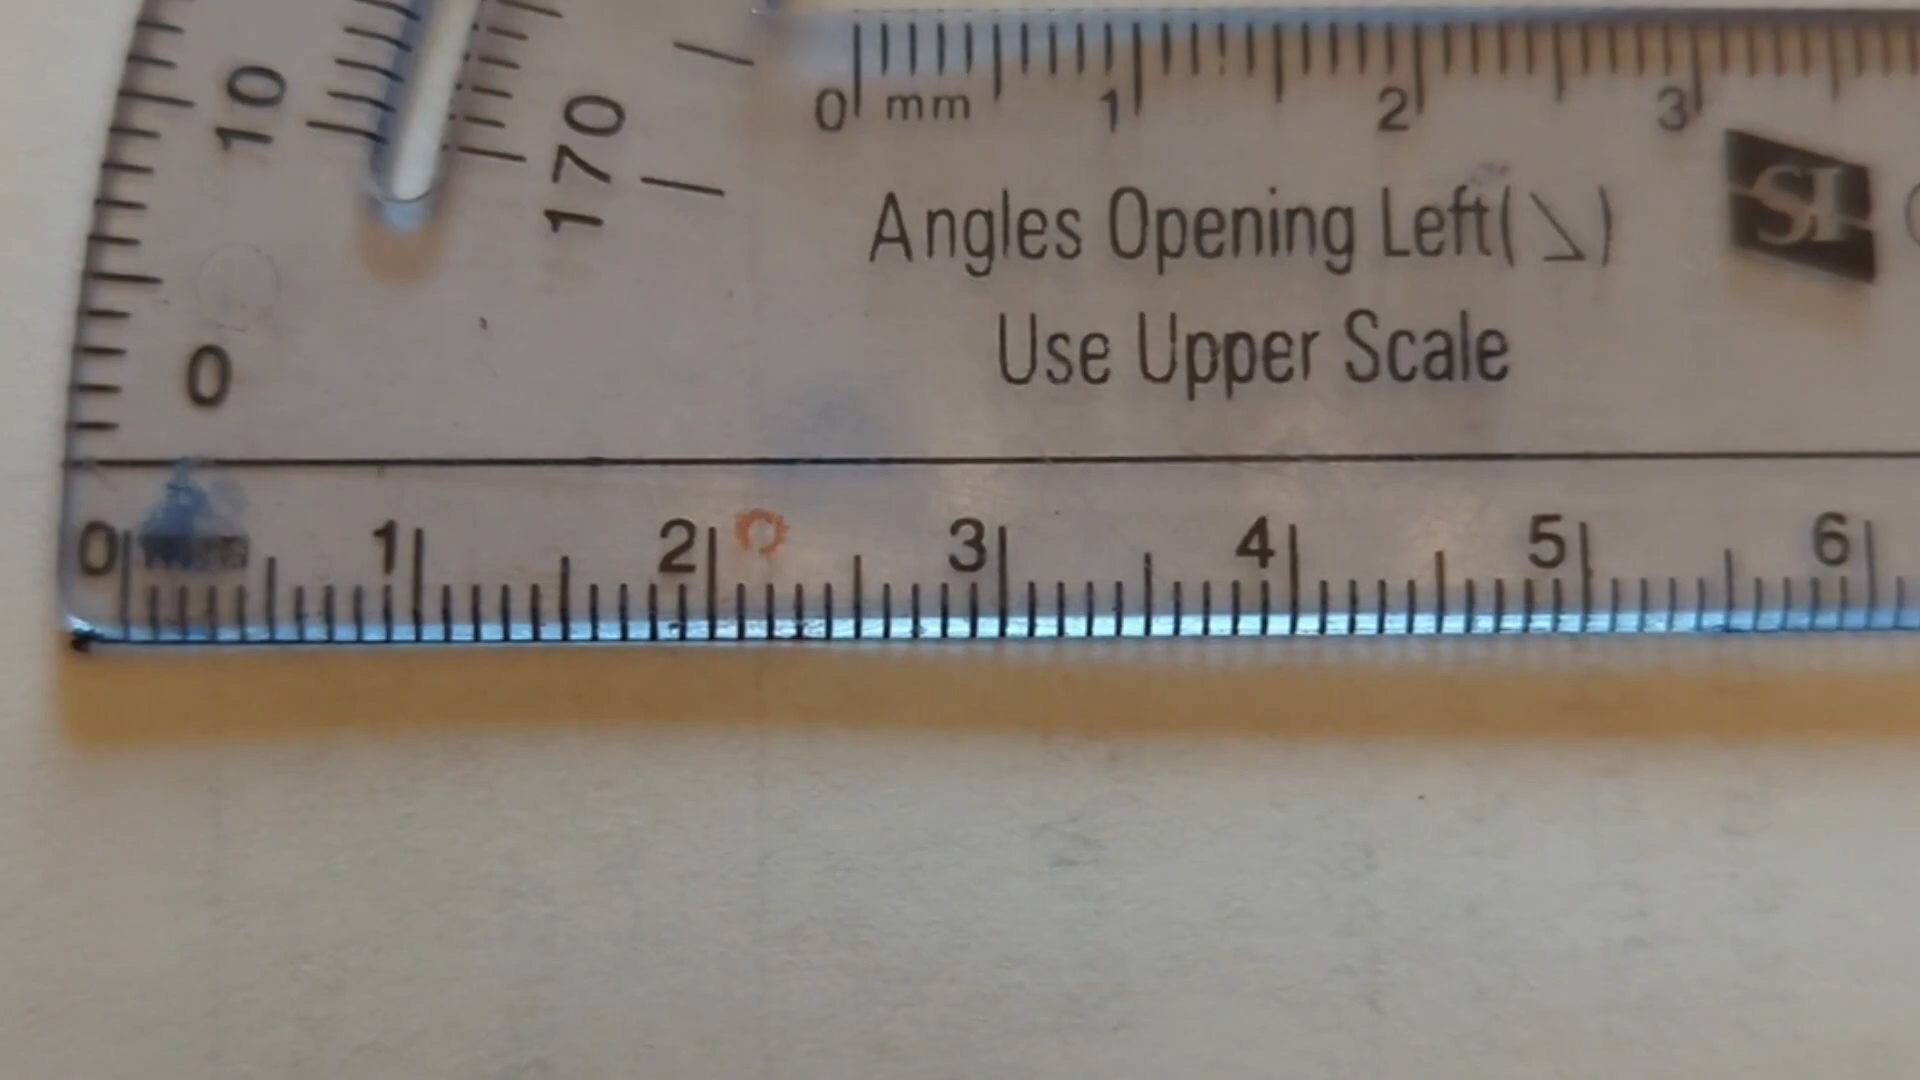 10
170
0 mm 1 2 3
Angles Opening Left( )
Use Upper Scale
SI
0
0 1 2 3 4 5 6